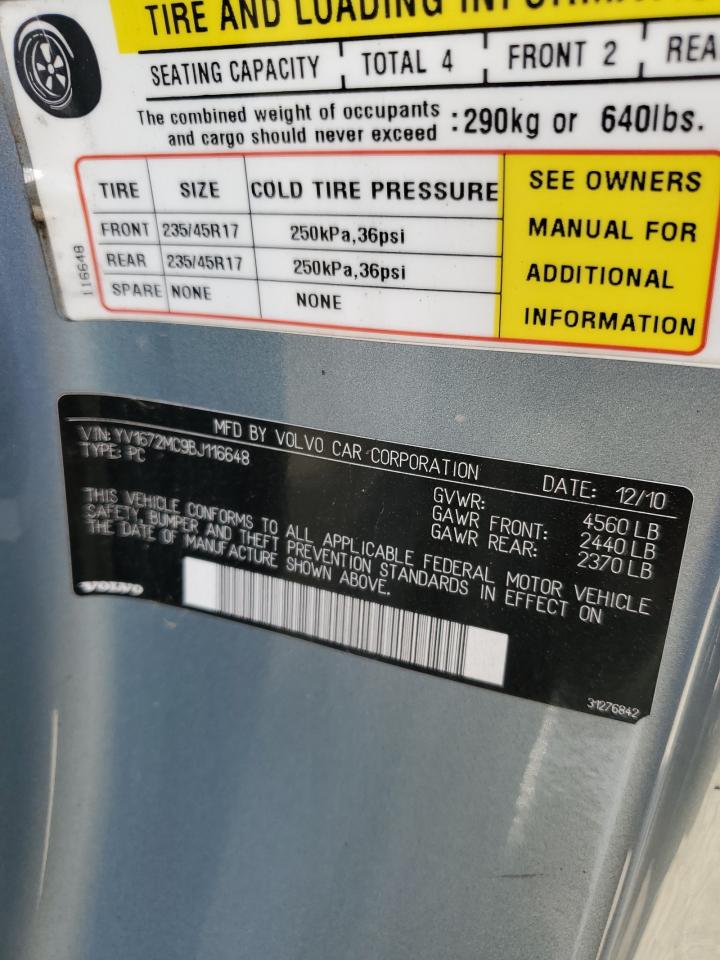 TIRE AND LOADING
SEATING CAPACITY TOTAL 4 FRONT 2
The combined weight of occupants
and cargo should never exceed :290kg or 640lbs.
TIRE SIZE COLD TIRE PRESSURE
FRONT 235/45R17 250kPa,36psi
REAR 235/45R17 250kPa,36psi
SPARE NONE NONE
SEE OWNERS
MANUAL FOR
ADDITIONAL
INFORMATION
116648
MFD BY VOLVO CAR CORPORATION DATE: 12/10
VIN: YV1672MC9BJ116648
TYPE: PC
GVWR: 4560 LB
GAWR FRONT: 2440 LB
GAWR REAR: 2370 LB
THIS VEHICLE CONFORMS TO ALL APPLICABLE FEDERAL MOTOR VEHICLE
SAFETY, BUMPER AND THEFT PREVENTION STANDARDS IN EFFECT ON
THE DATE OF MANUFACTURE SHOWN ABOVE.
VOLVO
31276842